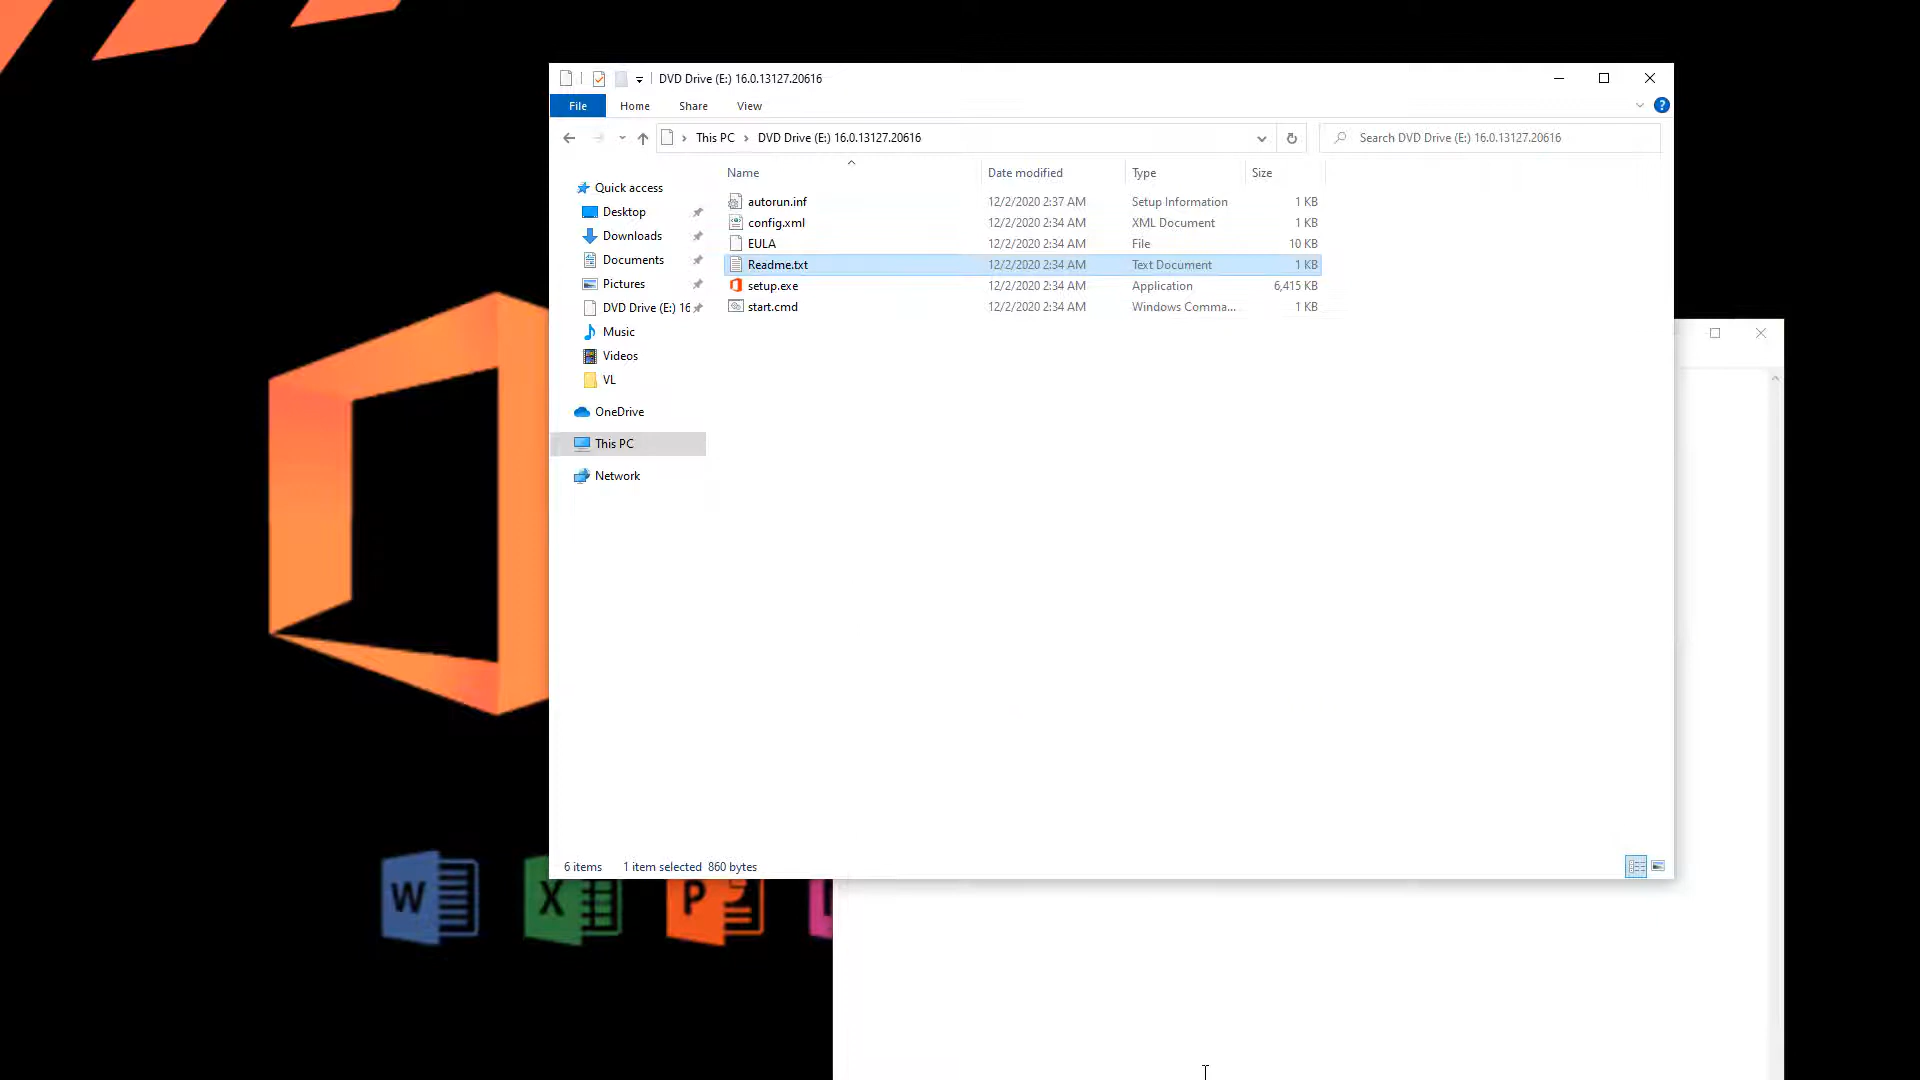 DVD Drive (E:) 16.0.13127.20616
File Home Share View
This PC DVD Drive (E:) 16.0.13127.20616 Search DVD Drive (E:) 16.0.13127.20616
Name Date modified Type Size
Quick access
Desktop
Downloads
Documents
Pictures
DVD Drive (E:) 16
Music
Videos
VL
OneDrive
This PC
Network
autorun.inf 12/2/2020 2:37 AM Setup Information 1 KB
config.xml 12/2/2020 2:34 AM XML Document 1 KB
EULA 12/2/2020 2:34 AM File 10 KB
Readme.txt 12/2/2020 2:34 AM Text Document 1 KB
setup.exe 12/2/2020 2:34 AM Application 6,415 KB
start.cmd 12/2/2020 2:34 AM Windows Comma... 1 KB
6 items 1 item selected 860 bytes
W X P